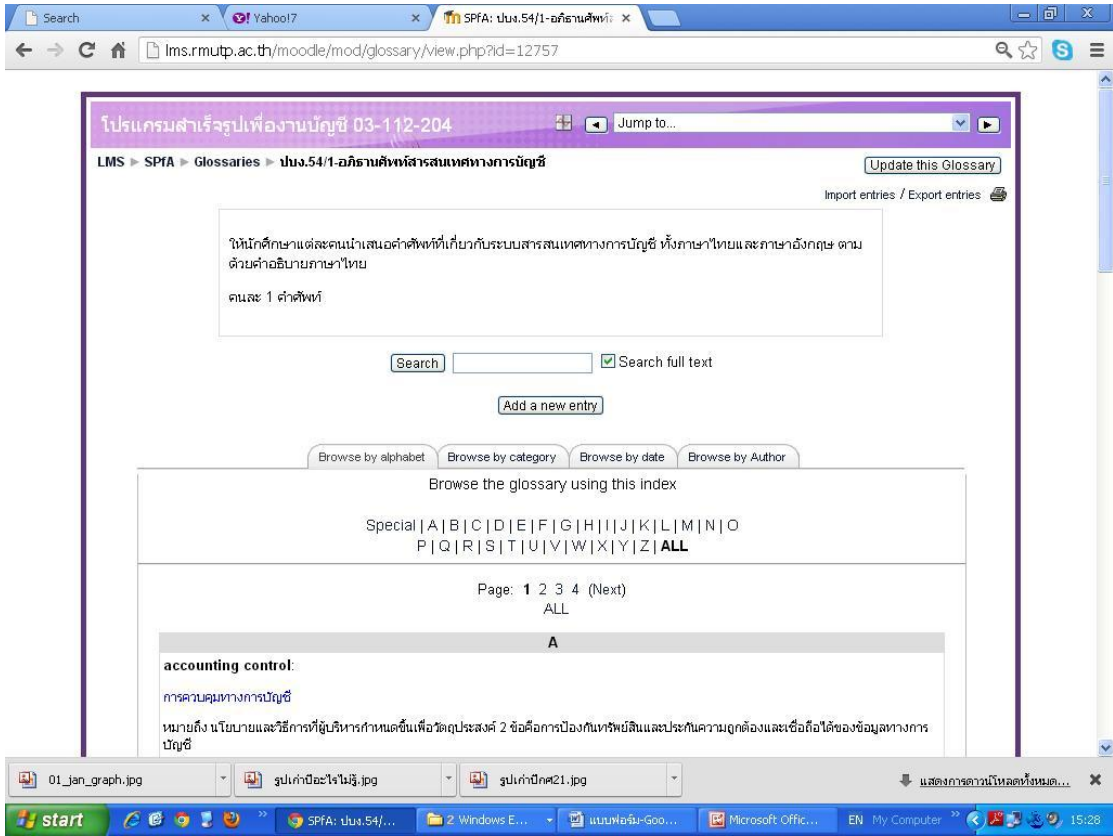 Search
Yahoo!7
SPfA: ปบง.54/1-อภิธานศัพท์ส
lms.rmutp.ac.th/moodle/mod/glossary/view.php?id=12757
โปรแกรมสำเร็จรูปเพื่องานบัญชี 03-112-204
Jump to...
LMS ► SPfA ► Glossaries ► ปบง.54/1-อภิธานศัพท์สารสนเทศทางการบัญชี
Update this Glossary
Import entries / Export entries
ให้นักศึกษาแต่ละคนนำเสนอคำศัพท์ที่เกี่ยวกับระบบสารสนเทศทางการบัญชี ทั้งภาษาไทยและภาษาอังกฤษ ตาม
ด้วยคำอธิบายภาษาไทย
คนละ 1 คำศัพท์
Search
Search full text
Add a new entry
Browse by alphabet Browse by category Browse by date Browse by Author
Browse the glossary using this index
Special | A | B | C | D | E | F | G | H | I | J | K | L | M | N | O
P | Q | R | S | T | U | V | W | X | Y | Z | ALL
Page: 1 2 3 4 (Next)
ALL
A
accounting control:
การควบคุมทางการบัญชี
หมายถึง นโยบายและวิธีการที่ผู้บริหารกำหนดขึ้นเพื่อวัตถุประสงค์ 2 ข้อคือการป้องกันทรัพย์สินและประกันความถูกต้องและเชื่อถือได้ของข้อมูลทางการ
บัญชี
01_jan_graph.jpg
รูปเก่าปีอะไรไม่รู้.jpg
รูปเก่าปีกศ21.jpg
แสดงการดาวน์โหลดทั้งหมด...
start
SPfA: ปบง.54/...
2 Windows E...
แบบฟอร์ม-Goo...
Microsoft Offic...
EN My Computer
15:28